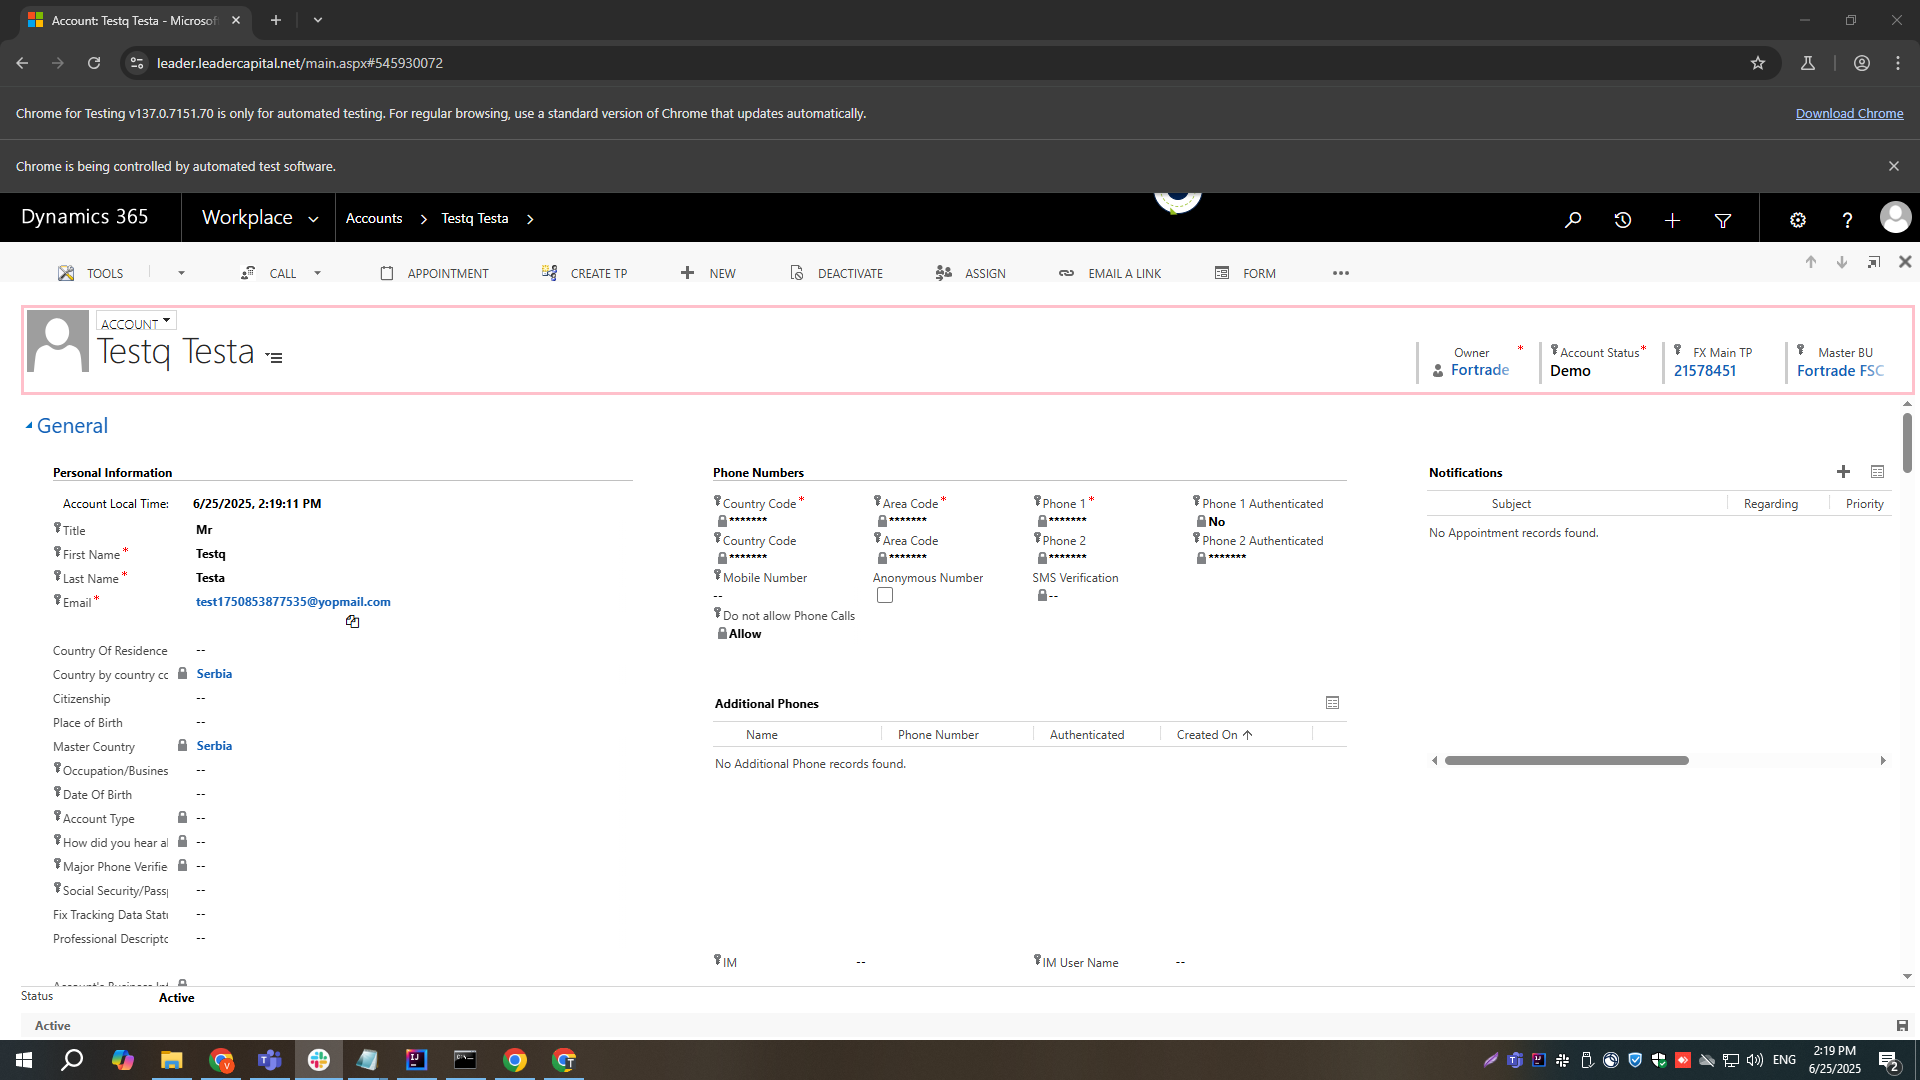 Account: Testq Testa - Microsof
leader.leadercapital.net/main.aspx#545930072
Chrome for Testing v137.0.7151.70 is only for automated testing. For regular browsing, use a standard version of Chrome that updates automatically.
Download Chrome
Chrome is being controlled by automated test software.
Dynamics 365
Workplace
Accounts
Testq Testa
TOOLS
CALL
APPOINTMENT
CREATE TP
NEW
DEACTIVATE
ASSIGN
EMAIL A LINK
FORM
ACCOUNT
Testq Testa
Owner *
Fortrade
Account Status *
Demo
FX Main TP
21578451
Master BU
Fortrade FSC
General
Personal Information
Account Local Time: 6/25/2025, 2:19:11 PM
Title Mr
First Name * Testq
Last Name * Testa
Email * test1750853877535@yopmail.com
Country Of Residence --
Country by country cc Serbia
Citizenship --
Place of Birth --
Master Country Serbia
Occupation/Busines --
Date Of Birth --
Account Type --
How did you hear a --
Major Phone Verifie --
Social Security/Pass --
Fix Tracking Data Statu --
Professional Descriptc --
Phone Numbers
Country Code * Area Code * Phone 1 * Phone 1 Authenticated
******* ******* ******* No
Country Code Area Code Phone 2 Phone 2 Authenticated
******* ******* ******* *******
Mobile Number Anonymous Number SMS Verification
-- --
Do not allow Phone Calls
Allow
Additional Phones
Name Phone Number Authenticated Created On
No Additional Phone records found.
IM -- IM User Name --
Notifications
Subject Regarding Priority
No Appointment records found.
Status Active
Active
ENG
2:19 PM
6/25/2025
2